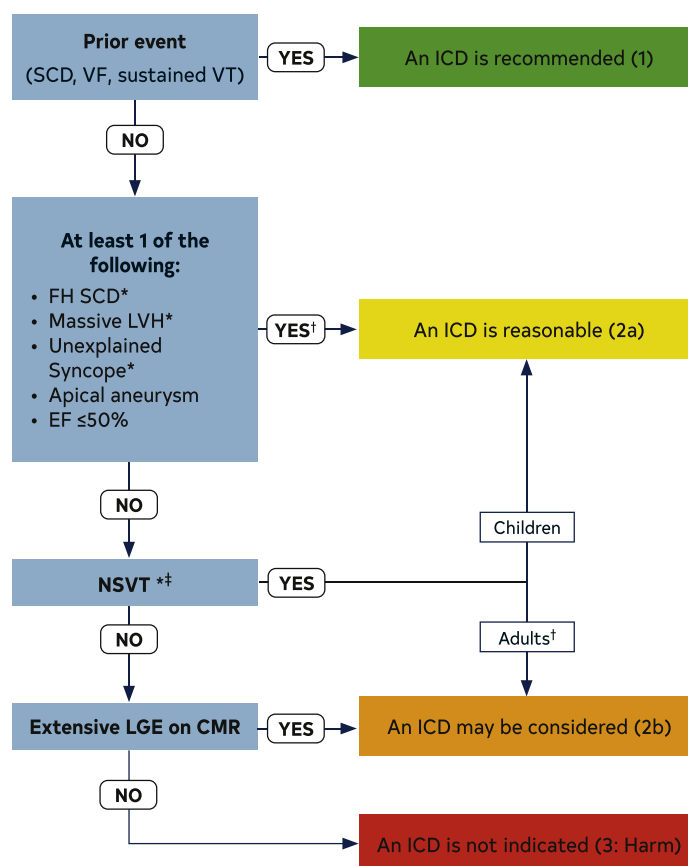 Prior event
(SCD, VF, sustained VT)
YES
An ICD is recommended (1)
NO
At least 1 of the
following:
• FH SCD*
• Massive LVH*
• Unexplained
Syncope*
• Apical aneurysm
• EF ≤50%
YES†
An ICD is reasonable (2a)
NO
Children
NSVT *‡
YES
NO
Adults†
Extensive LGE on CMR
YES
An ICD may be considered (2b)
NO
An ICD is not indicated (3: Harm)